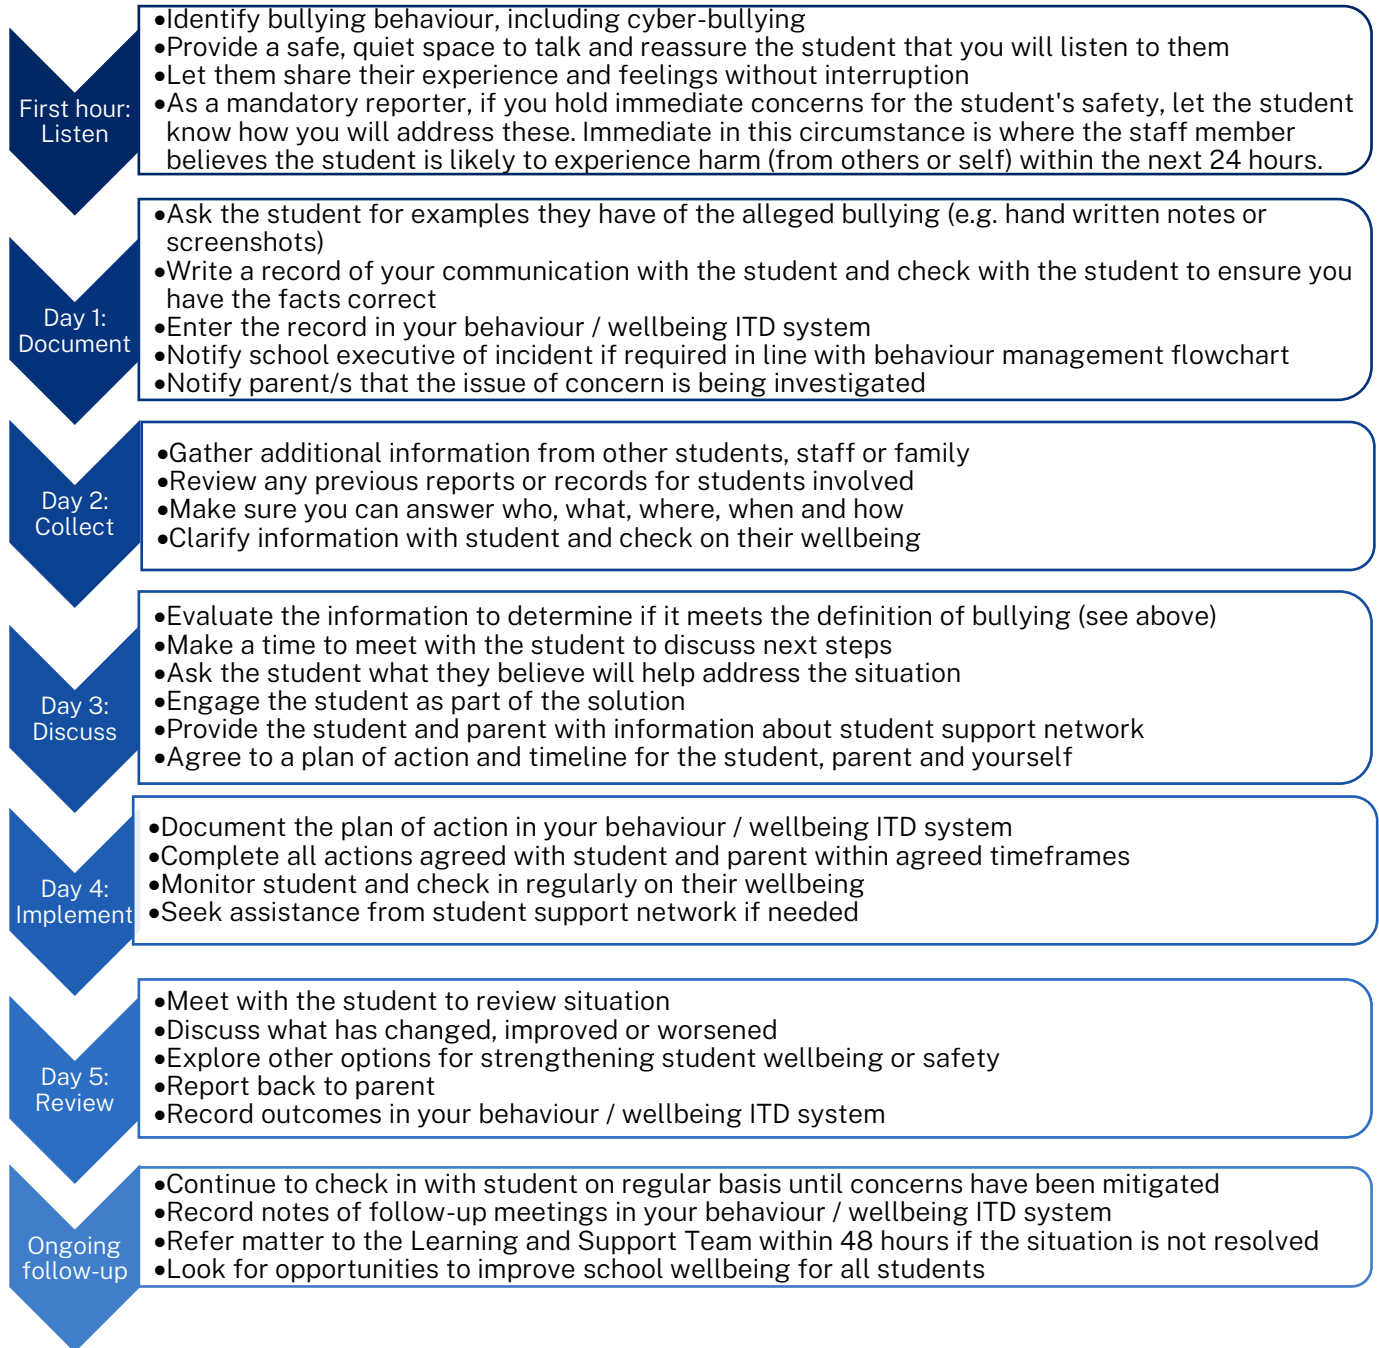 First hour:
Listen
•Identify bullying behaviour, including cyber-bullying
•Provide a safe, quiet space to talk and reassure the student that you will listen to them
•Let them share their experience and feelings without interruption
•As a mandatory reporter, if you hold immediate concerns for the student's safety, let the student
know how you will address these. Immediate in this circumstance is where the staff member
believes the student is likely to experience harm (from others or self) within the next 24 hours.
Day 1:
Document
•Ask the student for examples they have of the alleged bullying (e.g. hand written notes or
screenshots)
•Write a record of your communication with the student and check with the student to ensure you
have the facts correct
•Enter the record in your behaviour / wellbeing ITD system
•Notify school executive of incident if required in line with behaviour management flowchart
•Notify parent/s that the issue of concern is being investigated
Day 2:
Collect
•Gather additional information from other students, staff or family
•Review any previous reports or records for students involved
•Make sure you can answer who, what, where, when and how
•Clarify information with student and check on their wellbeing
Day 3:
Discuss
•Evaluate the information to determine if it meets the definition of bullying (see above)
•Make a time to meet with the student to discuss next steps
•Ask the student what they believe will help address the situation
•Engage the student as part of the solution
•Provide the student and parent with information about student support network
•Agree to a plan of action and timeline for the student, parent and yourself
Day 4:
Implement
•Document the plan of action in your behaviour / wellbeing ITD system
•Complete all actions agreed with student and parent within agreed timeframes
•Monitor student and check in regularly on their wellbeing
•Seek assistance from student support network if needed
Day 5:
Review
•Meet with the student to review situation
•Discuss what has changed, improved or worsened
•Explore other options for strengthening student wellbeing or safety
•Report back to parent
•Record outcomes in your behaviour / wellbeing ITD system
Ongoing
follow-up
•Continue to check in with student on regular basis until concerns have been mitigated
•Record notes of follow-up meetings in your behaviour / wellbeing ITD system
•Refer matter to the Learning and Support Team within 48 hours if the situation is not resolved
•Look for opportunities to improve school wellbeing for all students